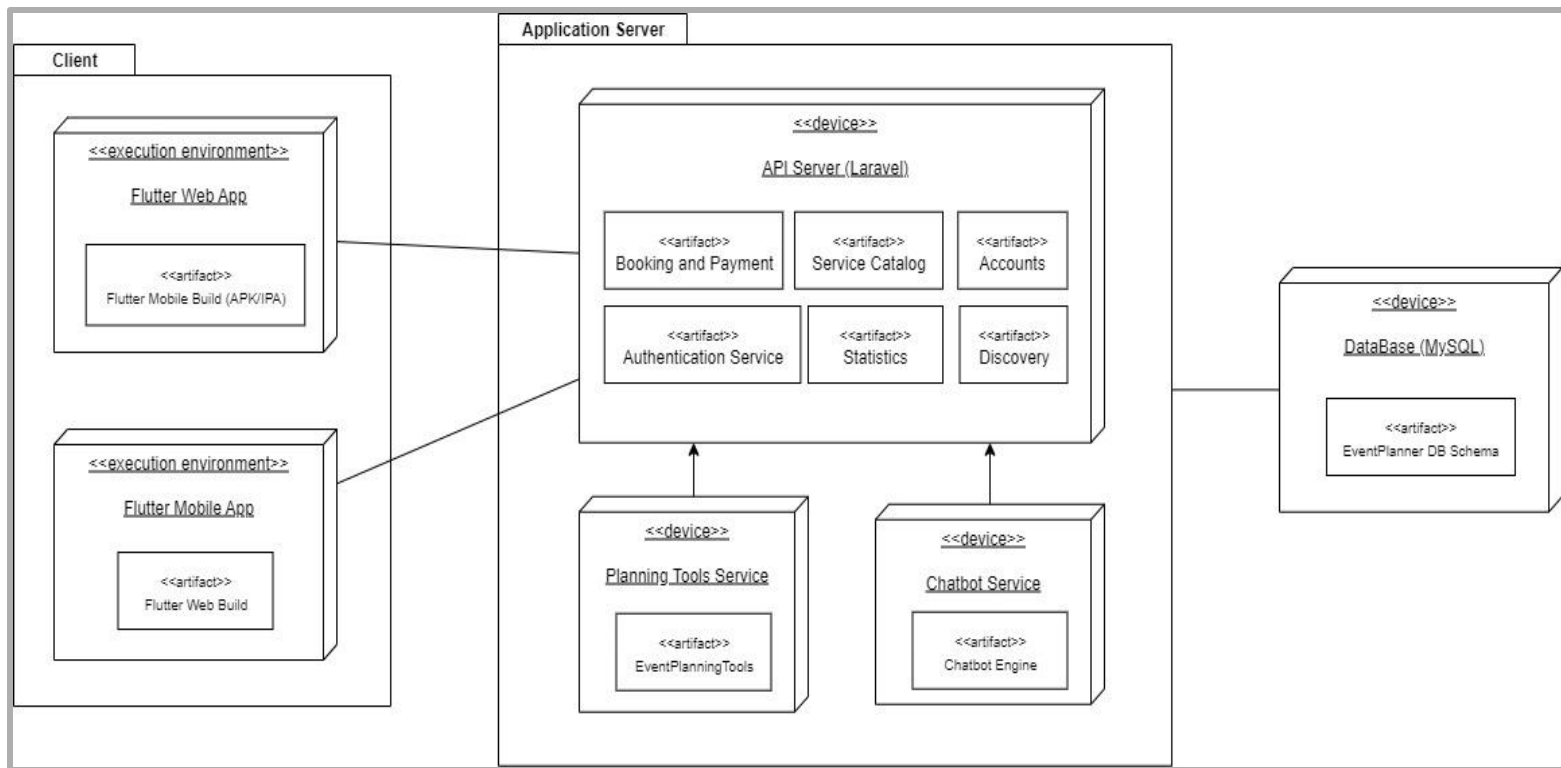 Client
<<execution environment>>
Flutter Web App
<<artifact>>
Flutter Mobile Build (APK/IPA)
<<execution environment>>
Flutter Mobile App
<<artifact>>
Flutter Web Build
Application Server
<<device>>
API Server (Laravel)
<<artifact>>
Booking and Payment
<<artifact>>
Service Catalog
<<artifact>>
Accounts
<<artifact>>
Authentication Service
<<artifact>>
Statistics
<<artifact>>
Discovery
<<device>>
Planning Tools Service
<<artifact>>
EventPlanningTools
<<device>>
Chatbot Service
<<artifact>>
Chatbot Engine
<<device>>
DataBase (MySQL)
<<artifact>>
EventPlanner DB Schema